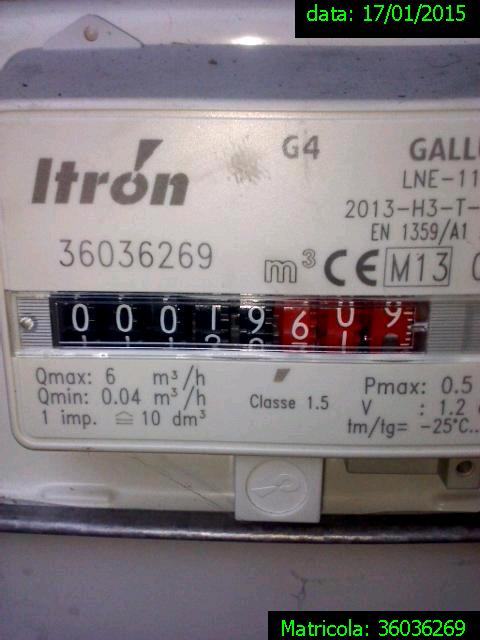 data: 17/01/2015
G4
GALL
Itrón
LNE-11
2013-H3-T-
EN 1359/A1
36036269
m³ CE M13
00019609
Qmax: 6 m³/h
Qmin: 0.04 m³/h
1 imp. ≙ 10 dm³
Classe 1.5
Pmax: 0.5
V : 1.2
tm/tg= -25°C...
Matricola: 36036269